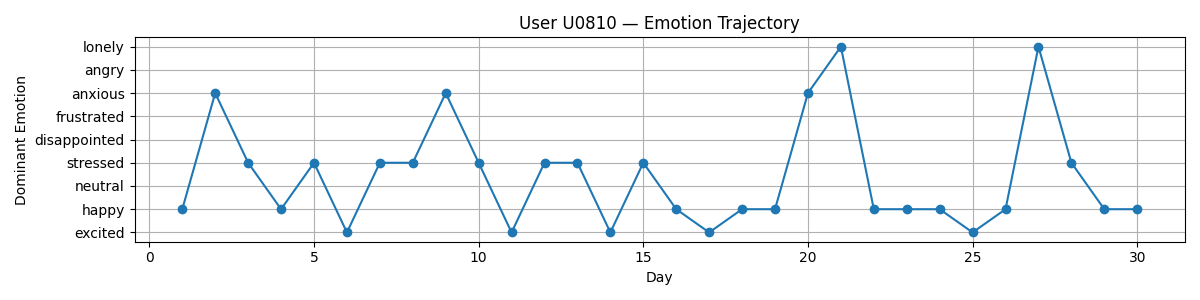 User U0810 — Emotion Trajectory
Dominant Emotion
lonely
angry
anxious
frustrated
disappointed
stressed
neutral
happy
excited
0 5 10 15 20 25 30
Day